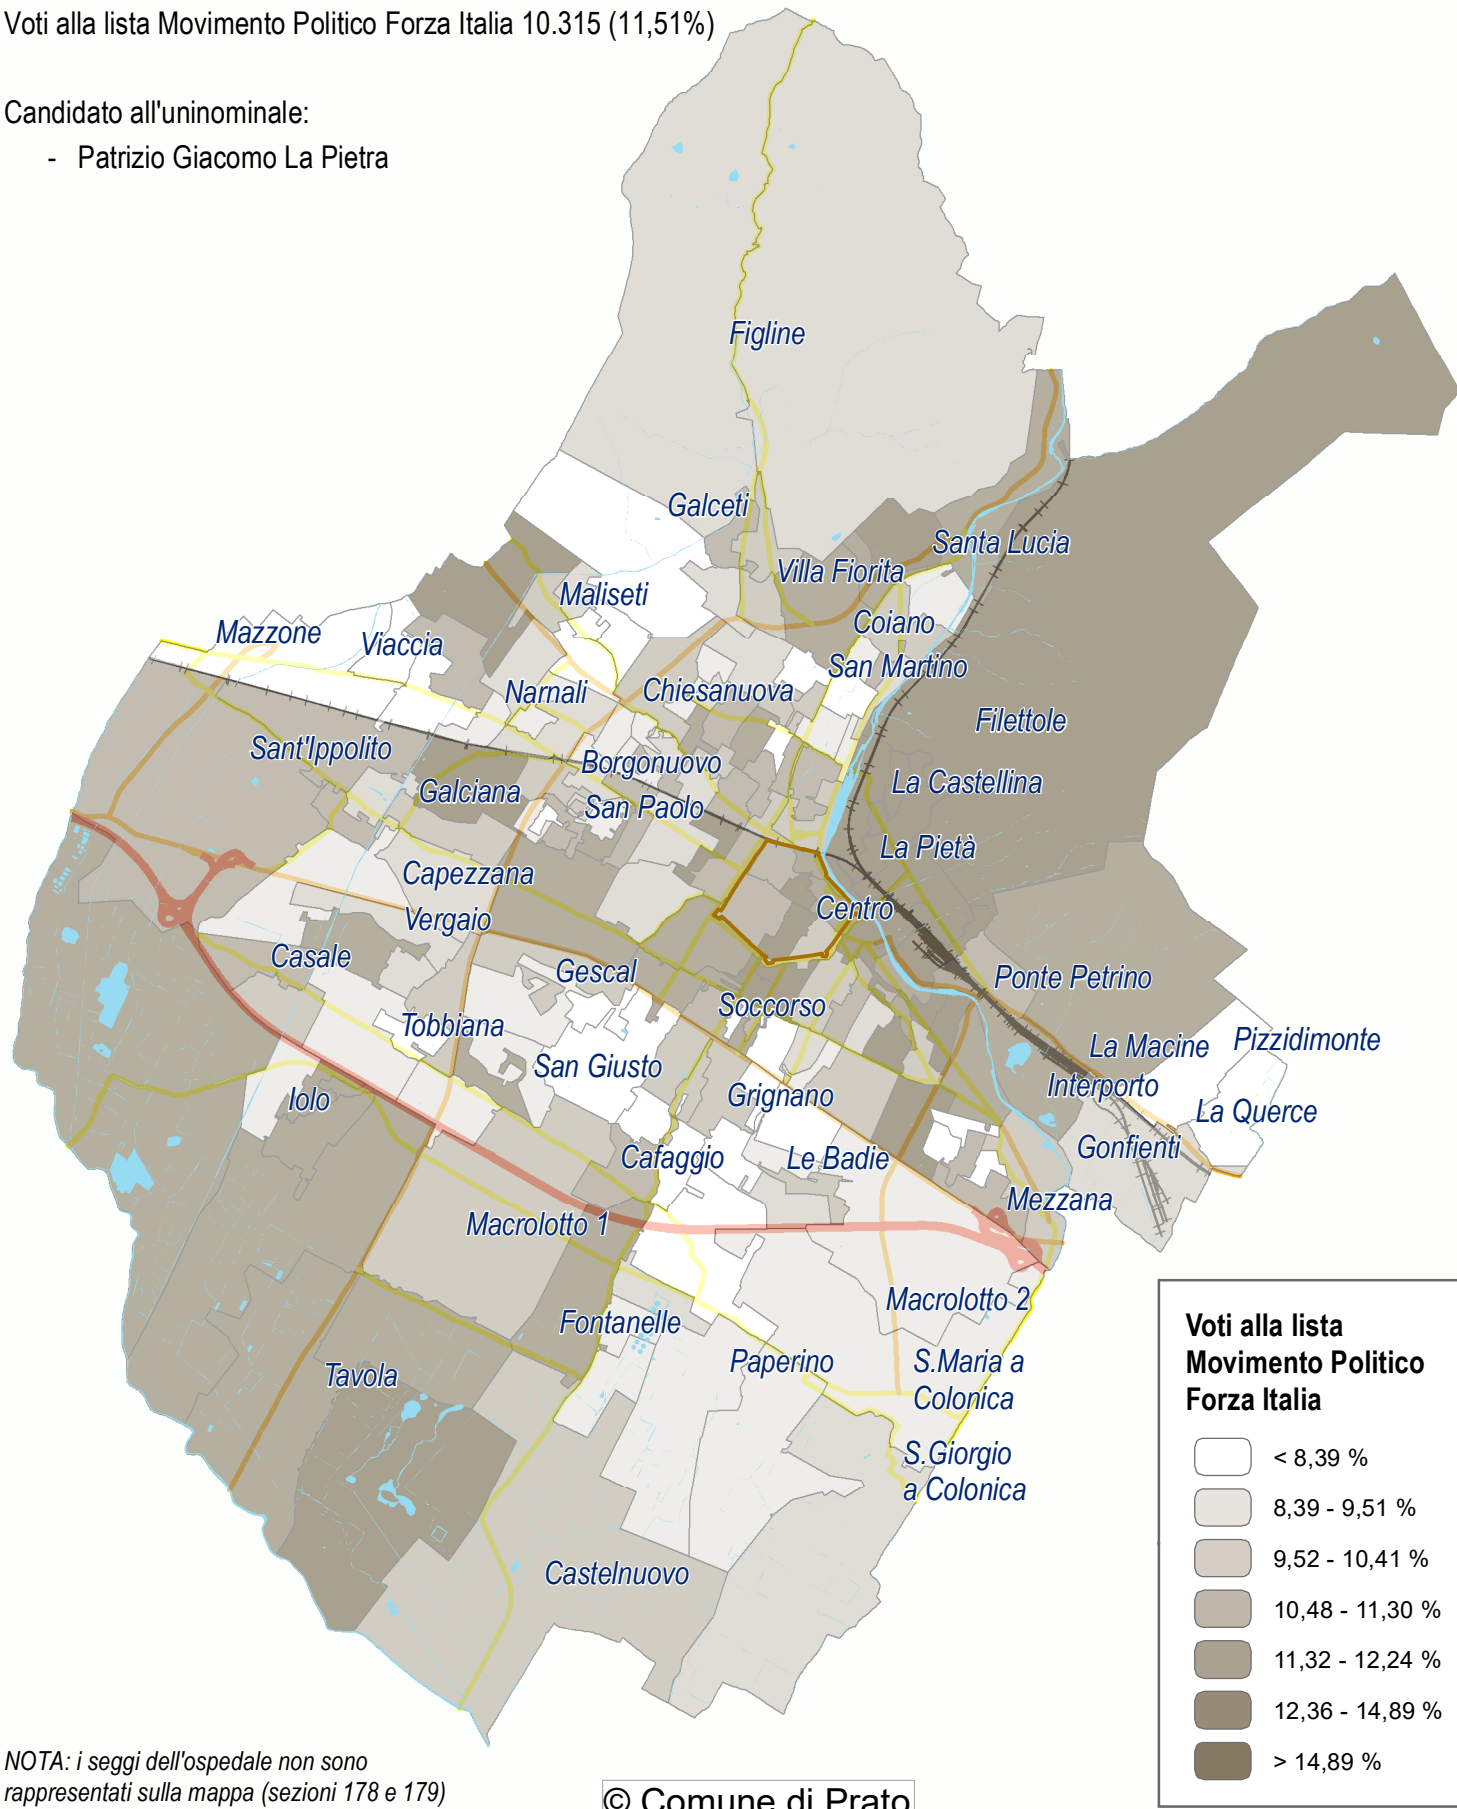 Voti alla lista Movimento Politico Forza Italia 10.315 (11,51%)
Candidato all'uninominale:
- Patrizio Giacomo La Pietra
Figline
Galceti
Santa Lucia
Villa Fiorita
Maliseti
Coiano
Mazzone
Viaccia
San Martino
Narnali
Chiesanuova
Filettole
Sant'Ippolito
Borgonuovo
La Castellina
Galciana
San Paolo
La Pietà
Capezzana
Centro
Vergaio
Casale
Gescal
Ponte Petrino
Soccorso
Tobbiana
La Macine
Pizzidimonte
San Giusto
Interporto
Iolo
Grignano
La Querce
Gonfienti
Cafaggio
Le Badie
Mezzana
Macrolotto 1
Macrolotto 2
Fontanelle
Paperino
S.Maria a
Colonica
Tavola
S.Giorgio
a Colonica
Castelnuovo
Voti alla lista
Movimento Politico
Forza Italia
< 8,39 %
8,39 - 9,51 %
9,52 - 10,41 %
10,48 - 11,30 %
11,32 - 12,24 %
12,36 - 14,89 %
> 14,89 %
NOTA: i seggi dell'ospedale non sono
rappresentati sulla mappa (sezioni 178 e 179)
© Comune di Prato